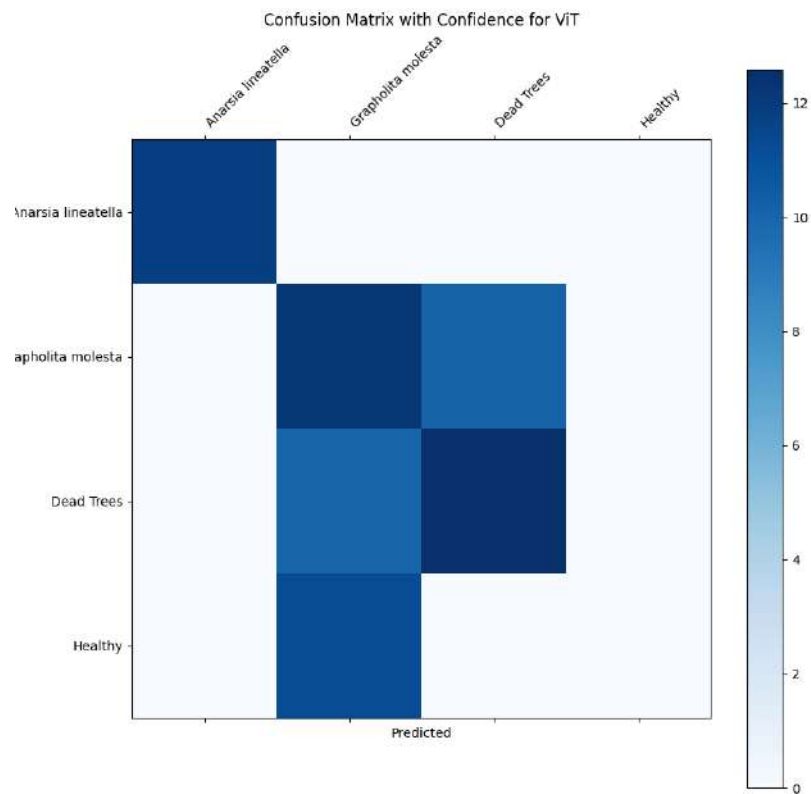 Confusion Matrix with Confidence for ViT
Anarsia lineatella
Grapholita molesta
Dead Trees
Healthy
12
10
8
6
4
2
0
Anarsia lineatella
apholita molesta
Dead Trees
Healthy
Predicted